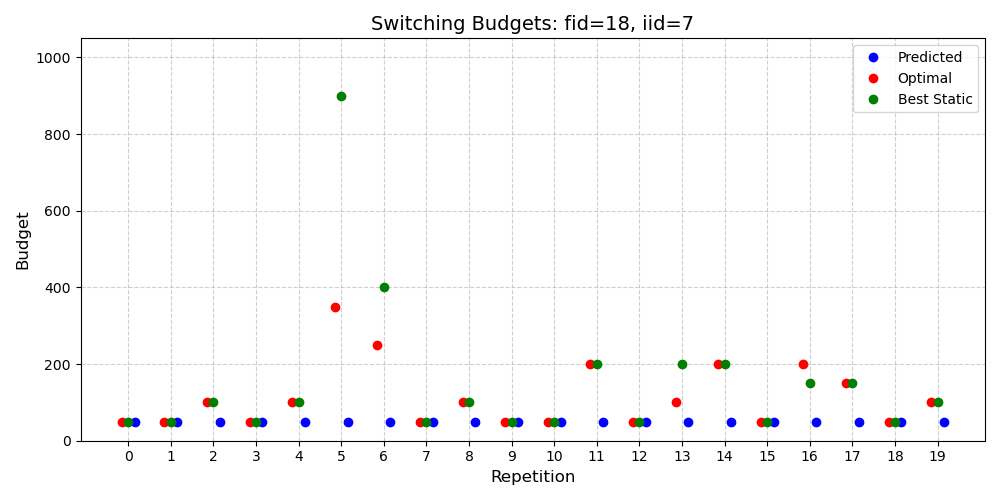 Switching Budgets: fid=18, iid=7
1000
800
600
400
200
0
Budget
Predicted
Optimal
Best Static
0 1 2 3 4 5 6 7 8 9 10 11 12 13 14 15 16 17 18 19
Repetition